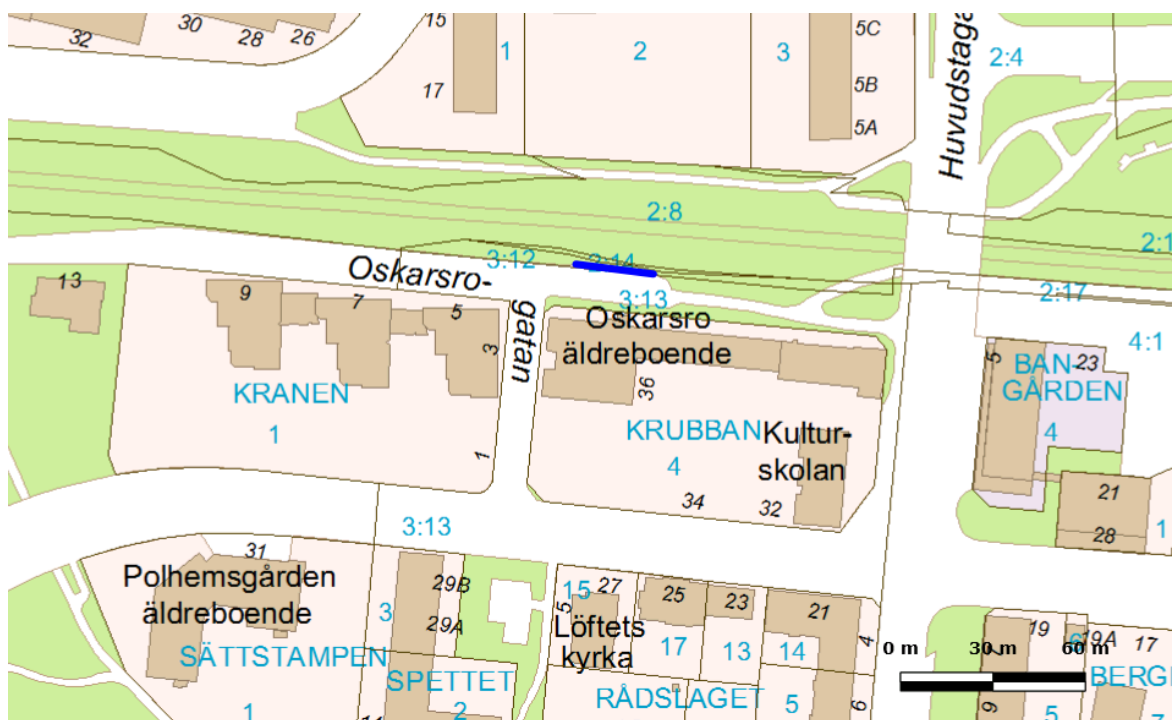 32
30
28
26
15
17
1
2
3
5C
5B
5A
Huvudstaga
2:4
2:8
2:1
3:12
2:14
3:13
2:17
4:1
Oskarsro-
gatan
13
9
7
5
3
1
Oskarsro
äldreboende
36
KRANEN
1
KRUBBAN
4
Kultur-
skolan
34
32
5
23
BAN-
GÅRDEN
4
21
28
1
3:13
31
Polhemsgården
äldreboende
SÄTTSTAMPEN
1
3
29B
29A
SPETTET
2
15
27
5
Löftets
kyrka
25
23
21
17
13
14
4
RÅDSLAGET
5
6
0 m
30 m
60 m
19
19A
17
9
5
BERGI